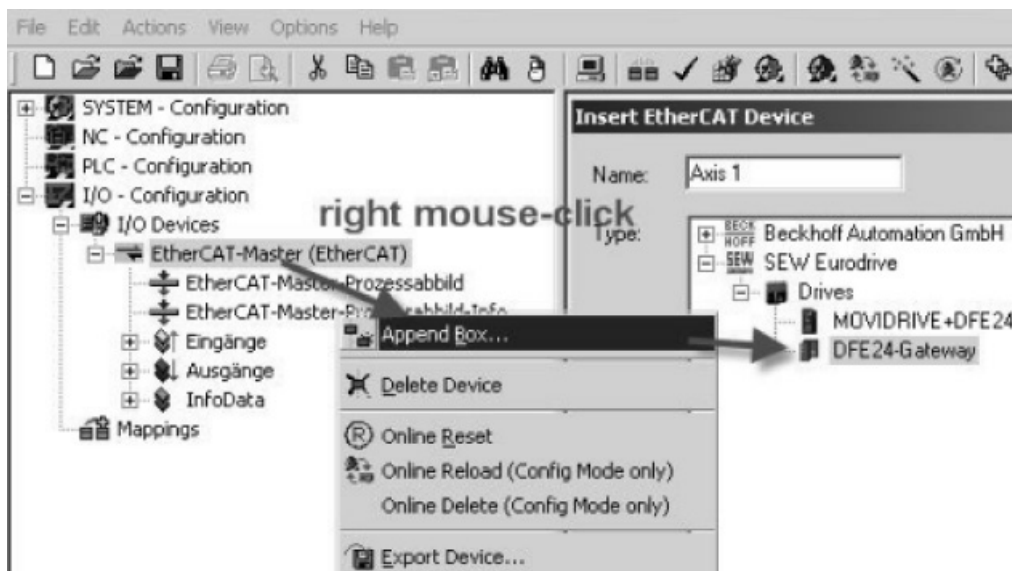 File Edit Actions View Options Help
SYSTEM - Configuration
NC - Configuration
PLC - Configuration
I/O - Configuration
I/O Devices
EtherCAT-Master (EtherCAT)
EtherCAT-Master-Prozessabbild
EtherCAT-Master-Prozessabbild-Info
Eingänge
Ausgänge
InfoData
Mappings
right mouse-click
Append Box...
Delete Device
Online Reset
Online Reload (Config Mode only)
Online Delete (Config Mode only)
Export Device...
Insert EtherCAT Device
Name: Axis 1
Type:
BECK
HOFF
Beckhoff Automation GmbH
SEW
SEW Eurodrive
Drives
MOVIDRIVE+DFE24
DFE24-Gateway